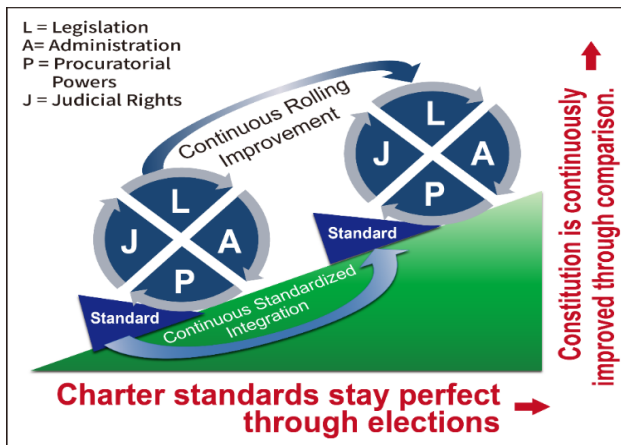 L = Legislation
A= Administration
P = Procuratorial
Powers
J = Judicial Rights
Continuous Rolling
Improvement
L
J
A
P
Standard
L
J
A
P
Standard
Continuous Standardized
Integration
Charter standards stay perfect
through elections
Constitution is continuously
improved through comparison.